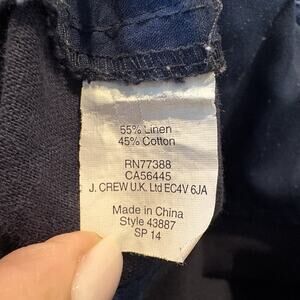 55% Linen
45% Cotton
RN77388
CA56445
J. CREW U.K. Ltd EC4V 6JA
Made in China
Style 43887
SP 14